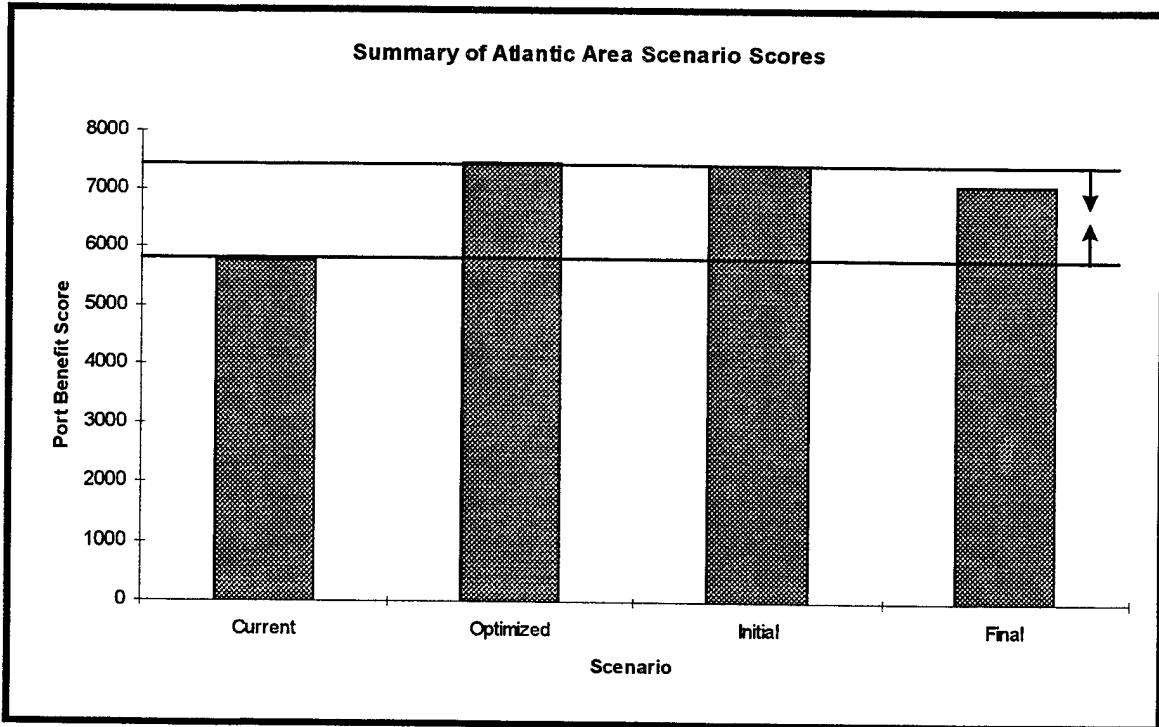 Summary of Atlantic Area Scenario Scores
8000
7000
6000
5000
4000
3000
2000
1000
0
Port Benefit Score
Current
Optimized
Initial
Final
Scenario